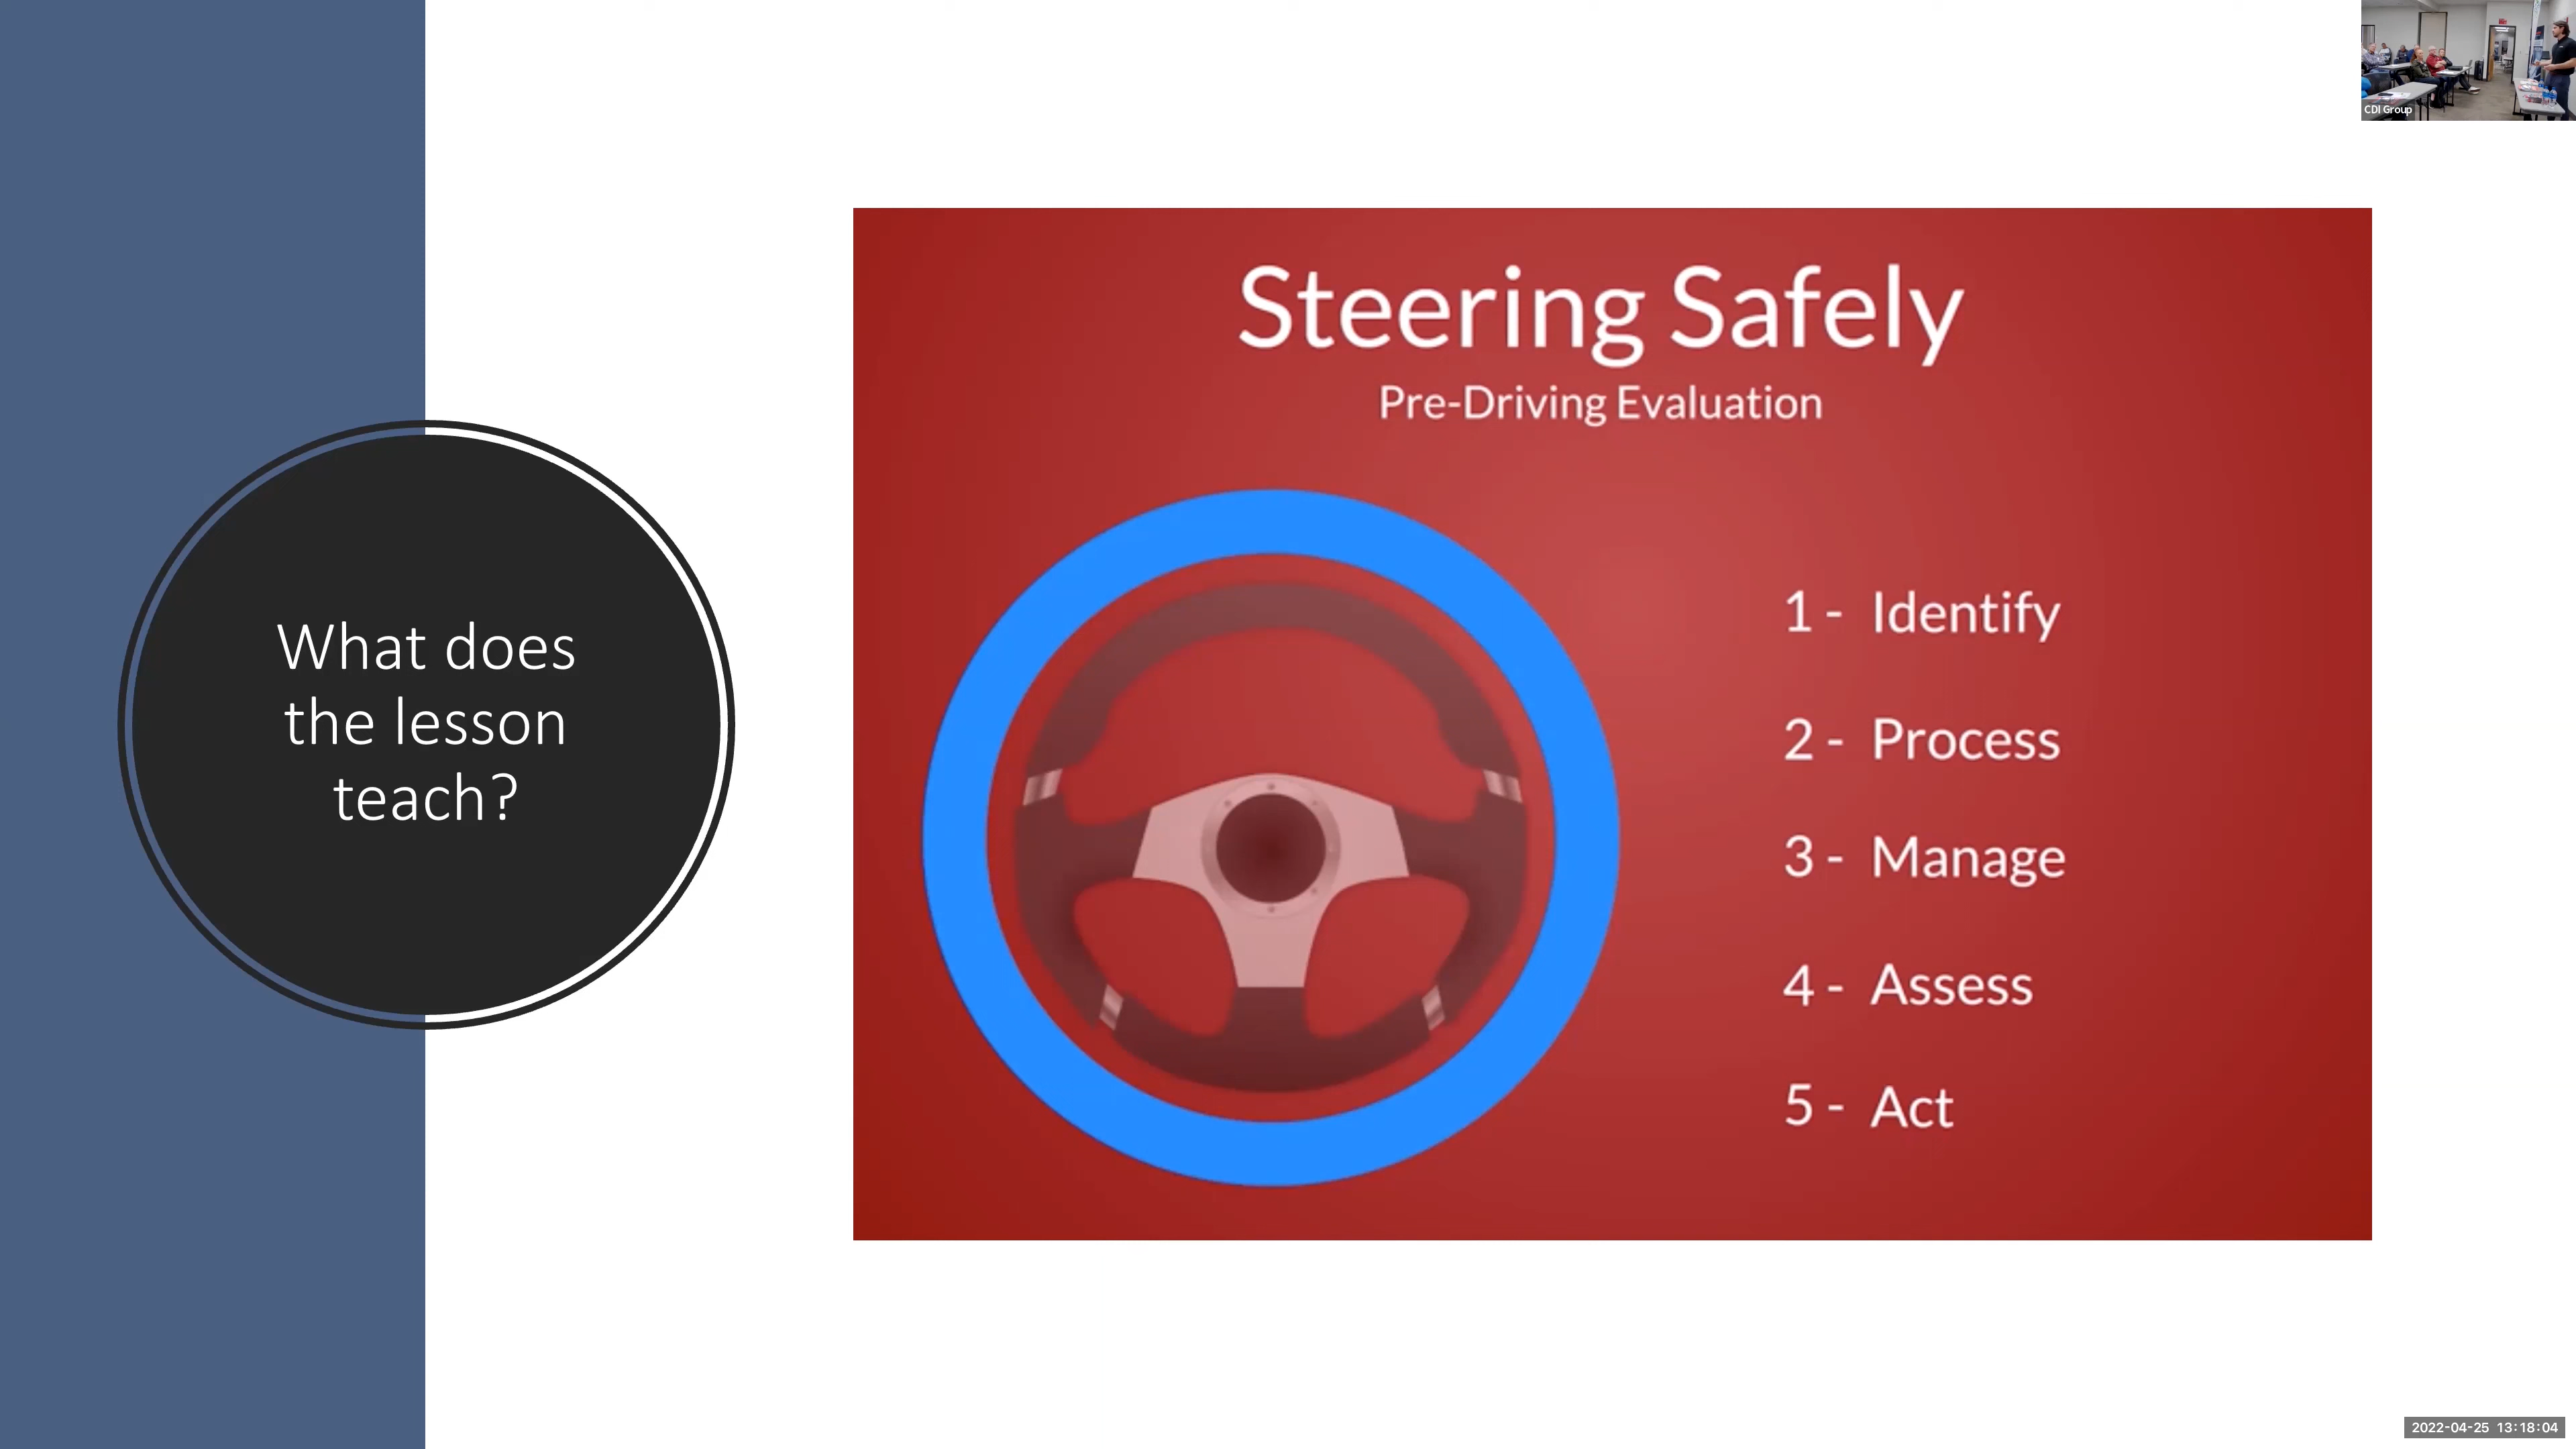 CDI Group
What does
the lesson
teach?
Steering Safely
Pre-Driving Evaluation
1 - Identify
2 - Process
3 - Manage
4 - Assess
5 - Act
2022-04-25 13:18:04